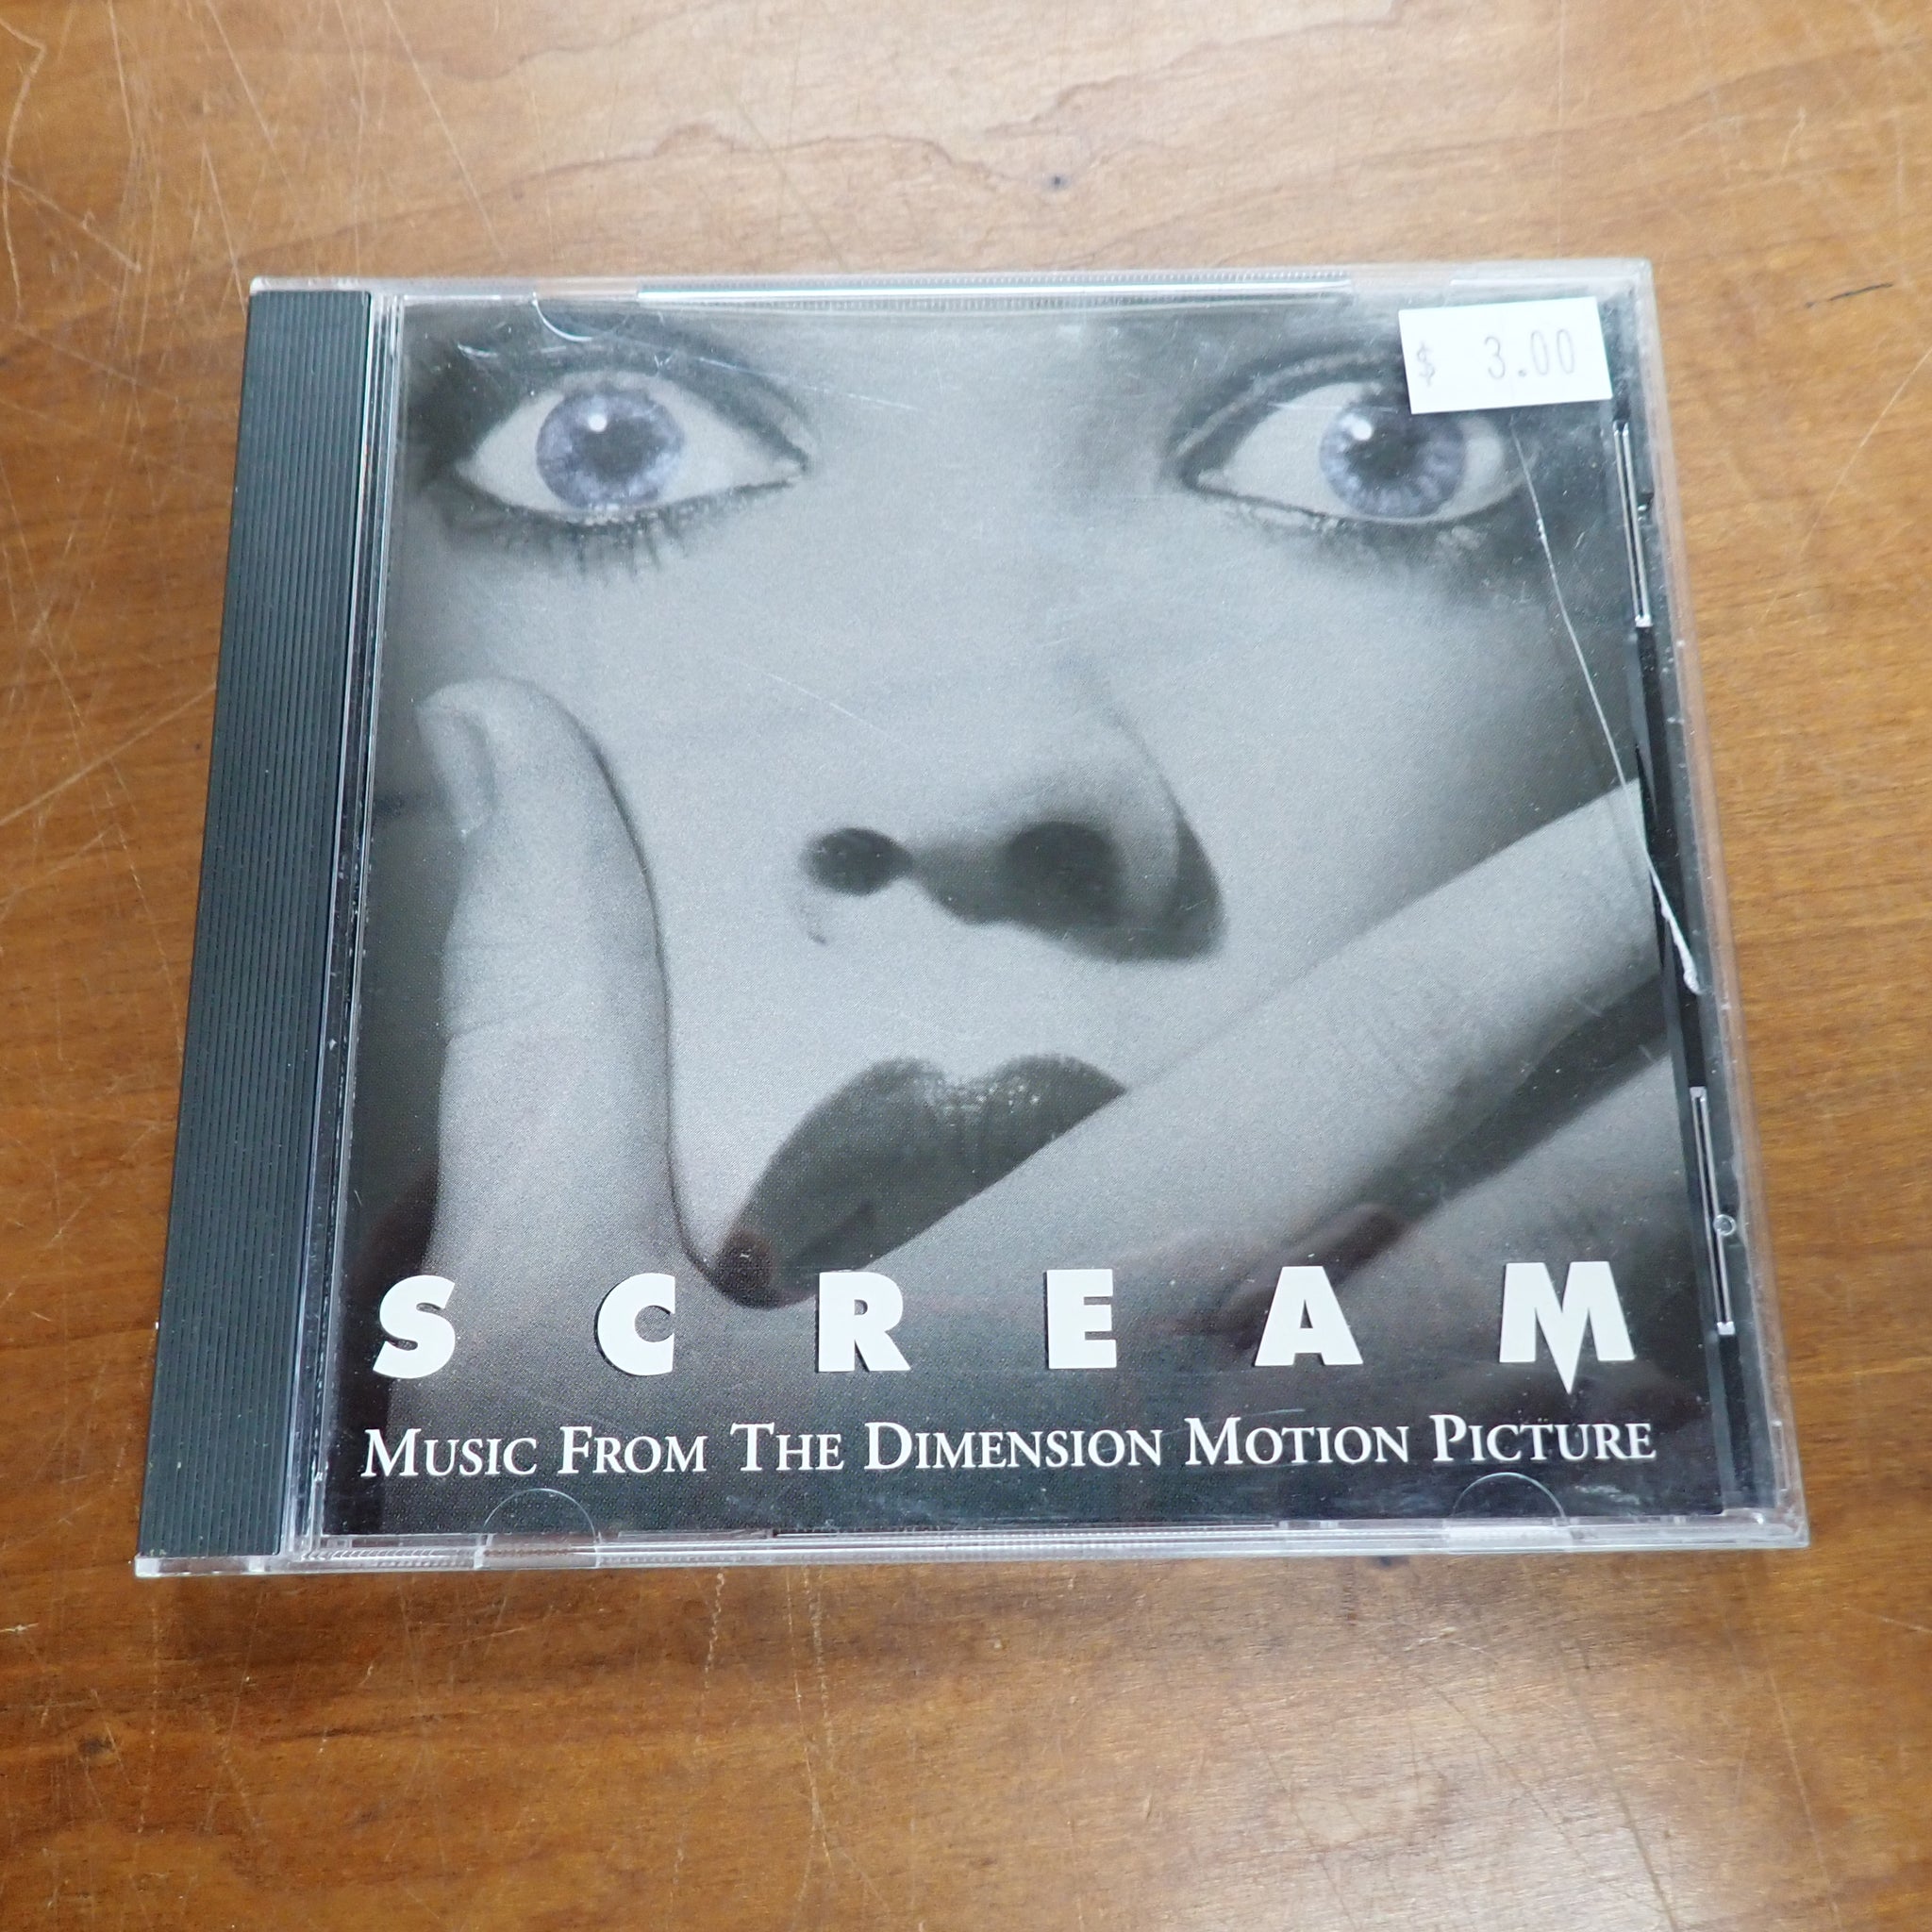 $ 3.00
SCREAM
MUSIC FROM THE DIMENSION MOTION PICTURE